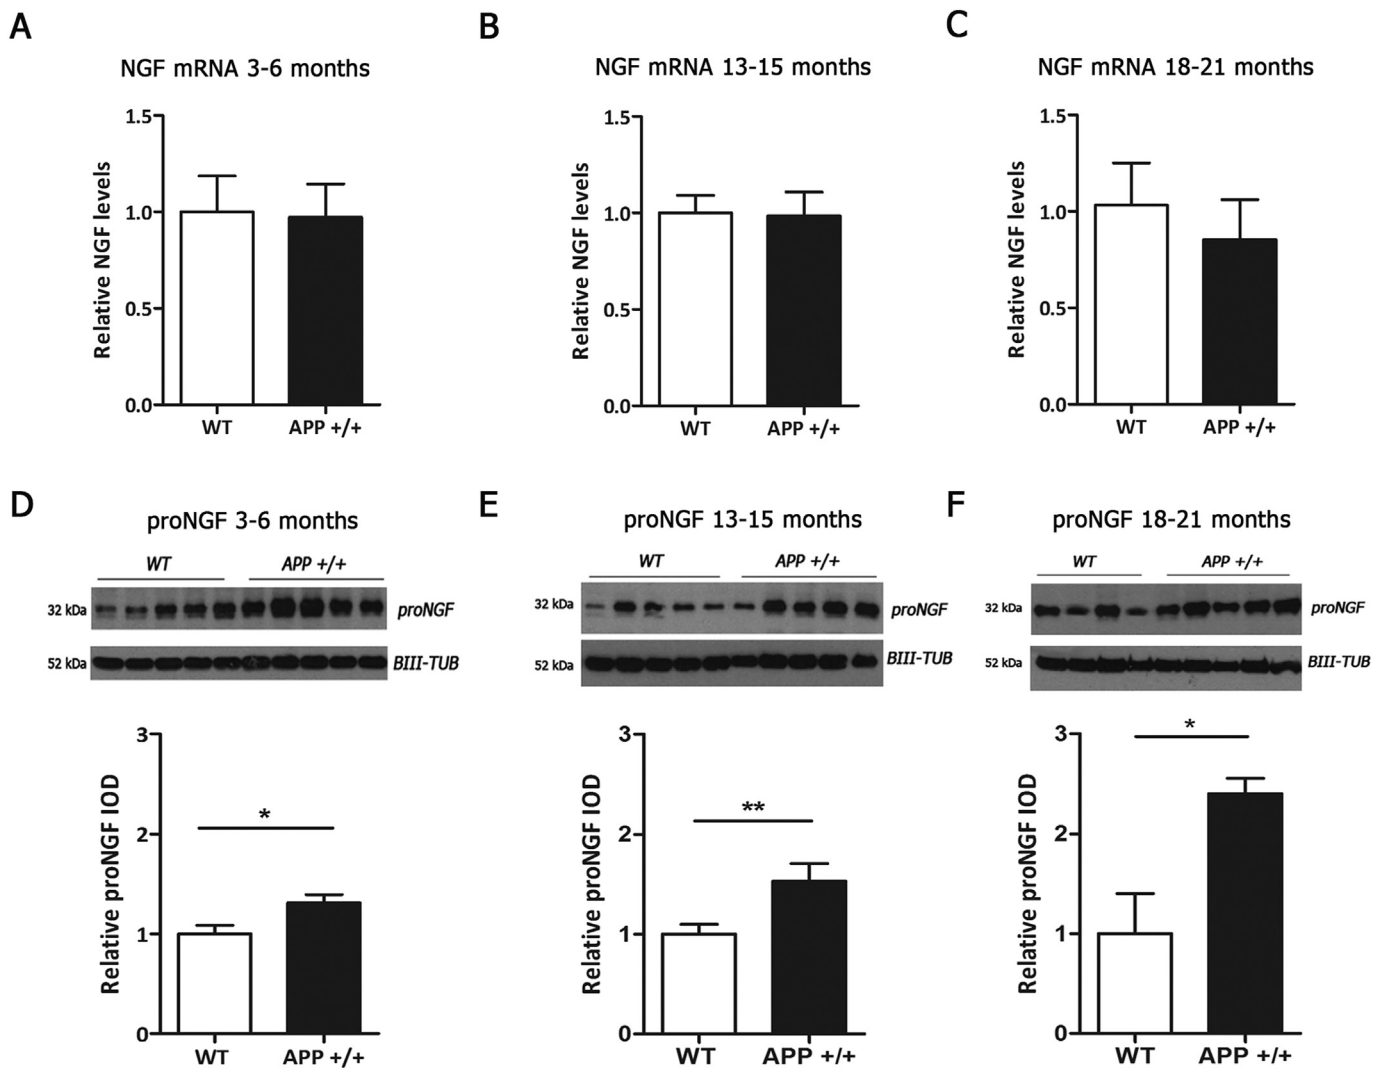 A
B
C
NGF mRNA 3-6 months
NGF mRNA 13-15 months
NGF mRNA 18-21 months
Relative NGF levels
1.5
1.0
0.5
0.0
WT
APP +/+
Relative NGF levels
1.5
1.0
0.5
0.0
WT
APP +/+
Relative NGF levels
1.5
1.0
0.5
0.0
WT
APP +/+
D
proNGF 3-6 months
WT
APP +/+
32 kDa
proNGF
52 kDa
BIII-TUB
Relative proNGF IOD
3
2
1
0
*
WT
APP +/+
E
proNGF 13-15 months
WT
APP +/+
32 kDa
proNGF
52 kDa
BIII-TUB
Relative proNGF IOD
3
2
1
0
**
WT
APP +/+
F
proNGF 18-21 months
WT
APP +/+
32 kDa
proNGF
52 kDa
BIII-TUB
Relative proNGF IOD
3
2
1
0
*
WT
APP +/+